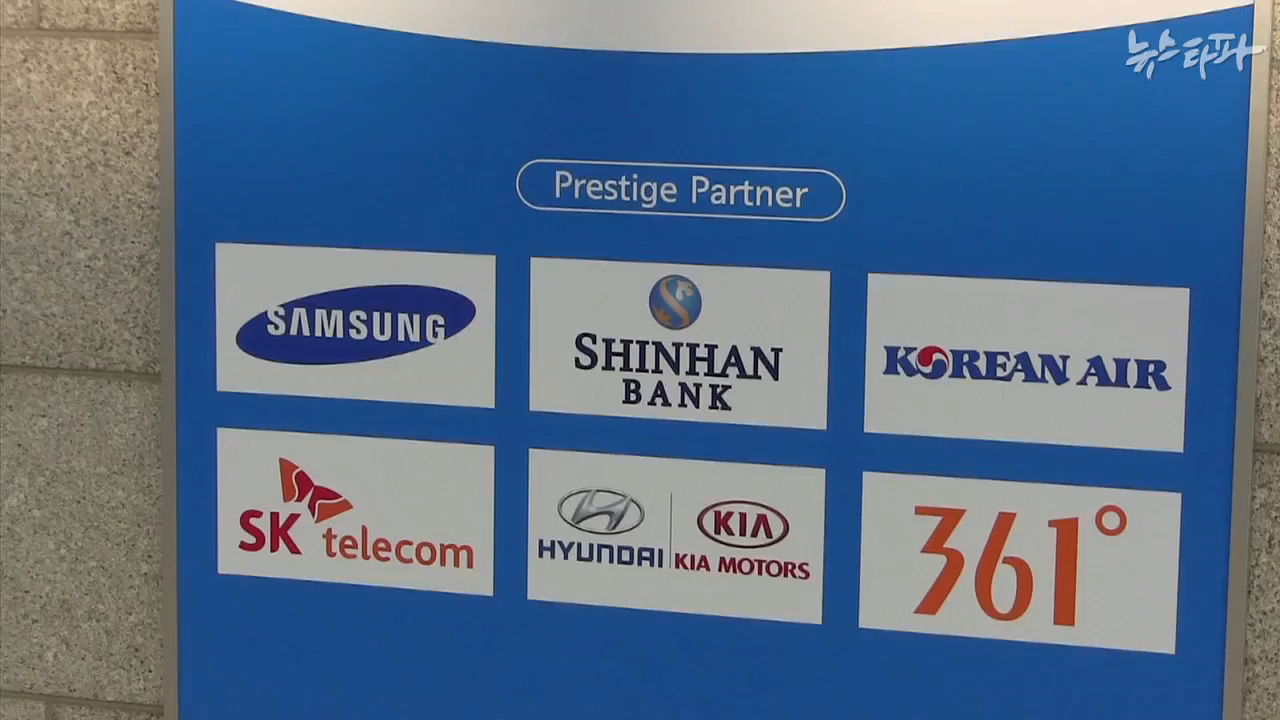 뉴스타파
Prestige Partner
SAMSUNG
SHINHAN
BANK
KOREAN AIR
SK telecom
HYUNDAI
KIA
KIA MOTORS
361°